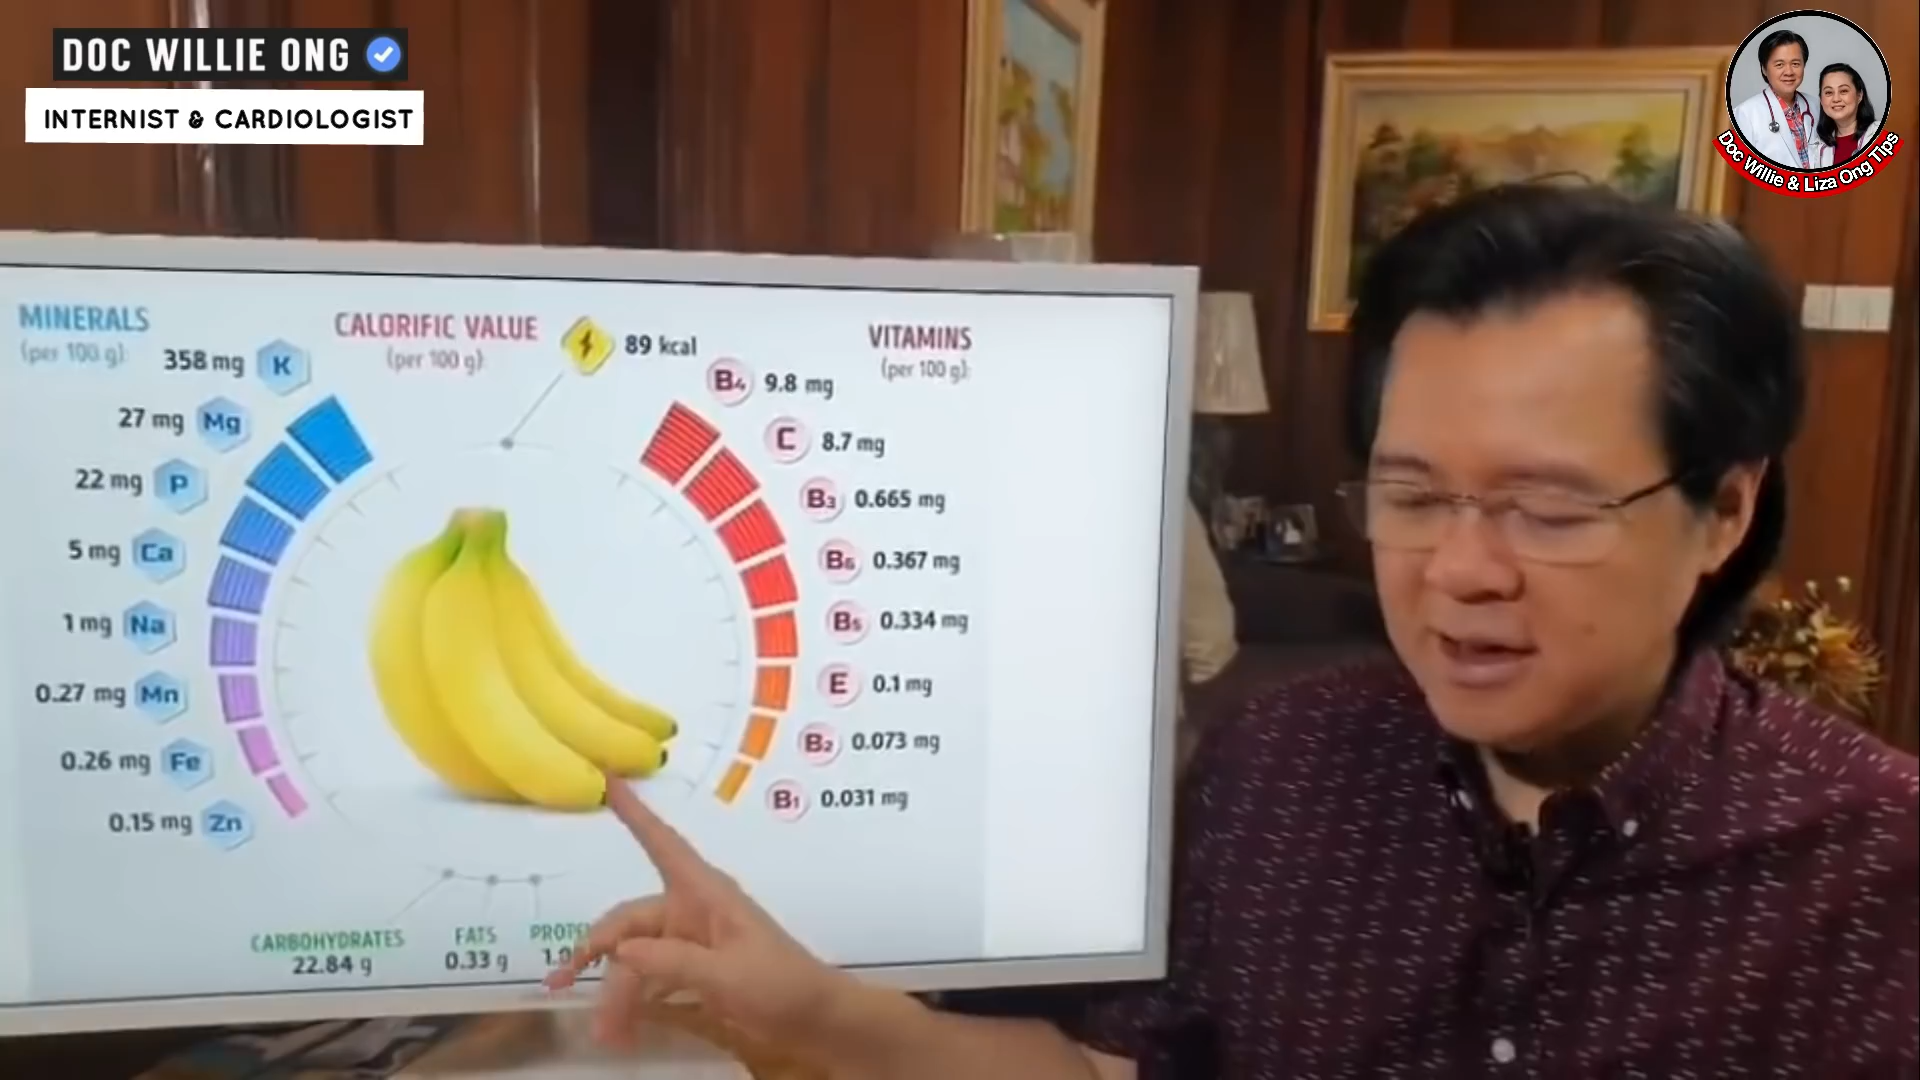 DOC WILLIE ONG
INTERNIST & CARDIOLOGIST
Doc Willie & Liza Ong Tips
MINERALS
(per 100 g):
358 mg K
27 mg Mg
22 mg P
5 mg Ca
1 mg Na
0.27 mg Mn
0.26 mg Fe
0.15 mg Zn
CALORIFIC VALUE
(per 100 g):
89 kcal
VITAMINS
(per 100 g):
B4 9.8 mg
C 8.7 mg
B3 0.665 mg
B6 0.367 mg
B5 0.334 mg
E 0.1 mg
B2 0.073 mg
B1 0.031 mg
CARBOHYDRATES
22.84 g
FATS
0.33 g